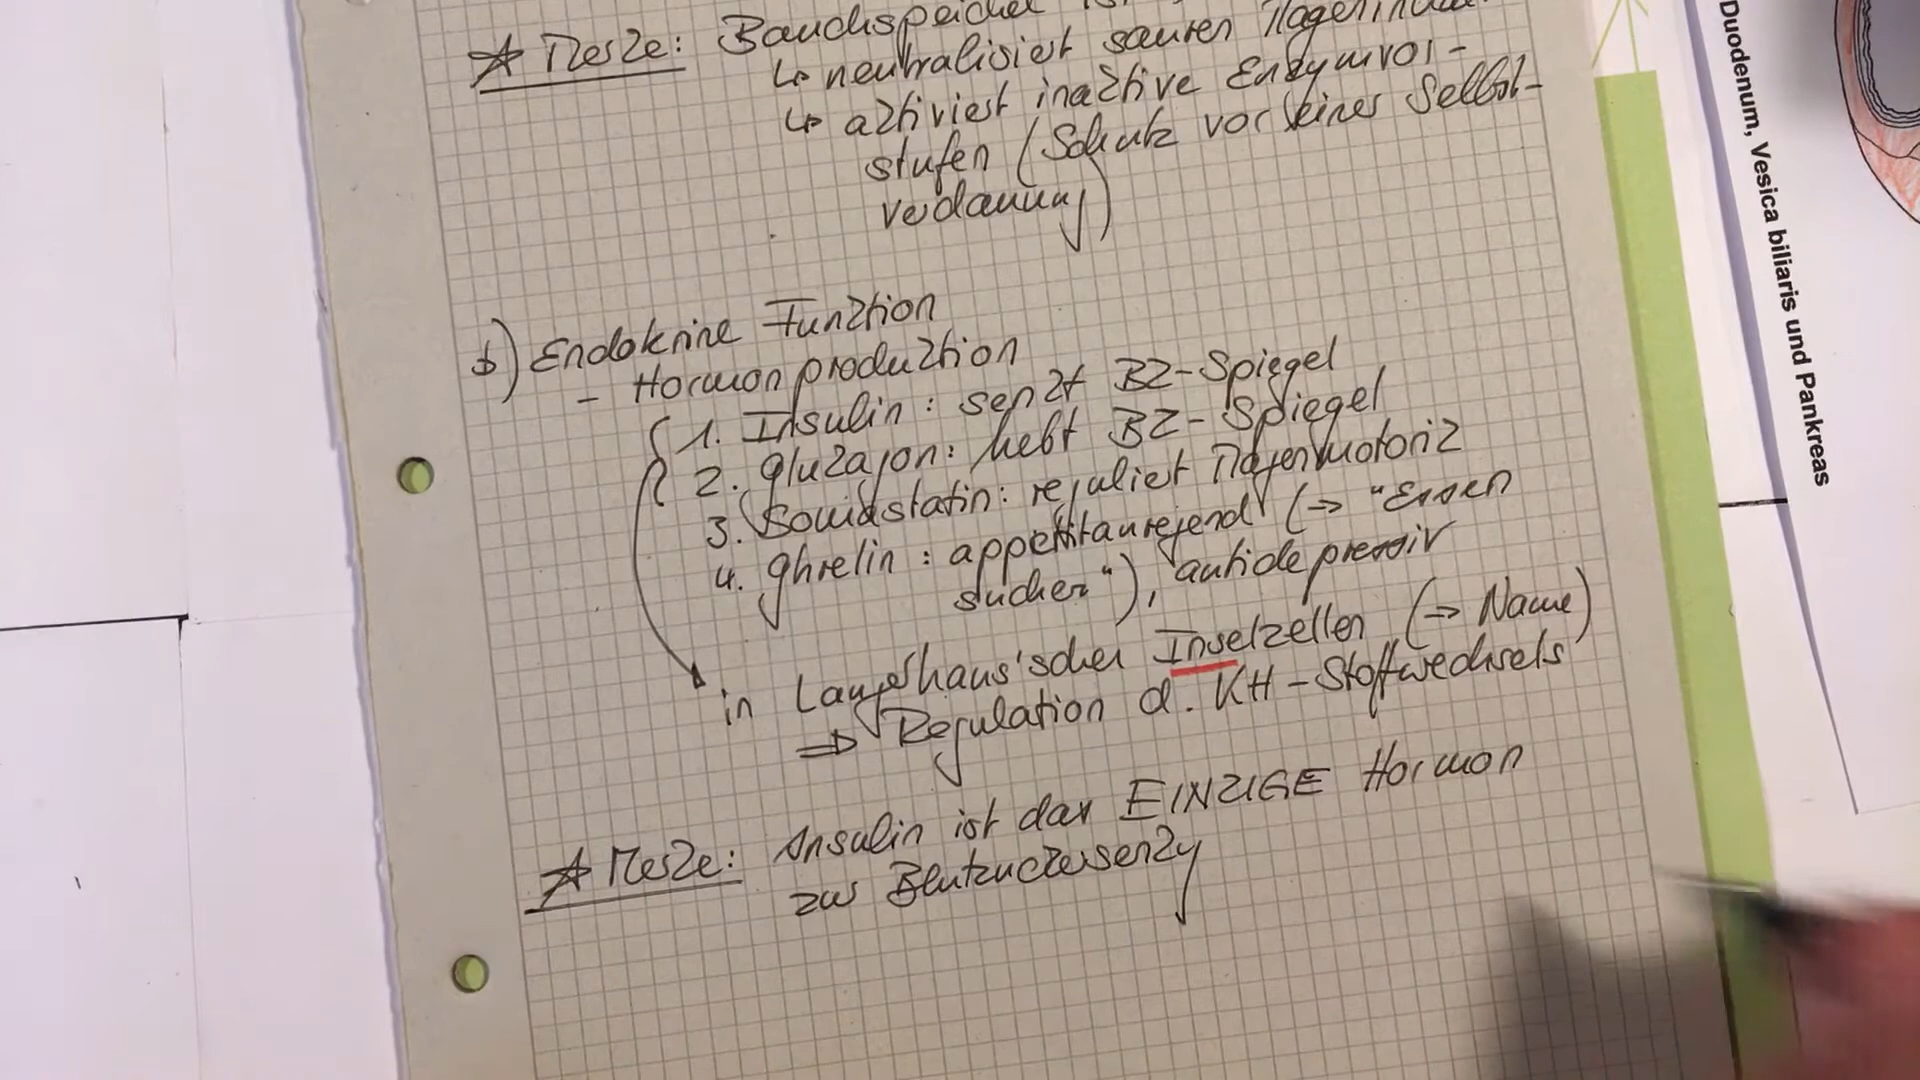 ★ Merke: Bauchspeichel
↳ neutralisiert sauren Mageninhalt
↳ aktiviert inaktive Enzymvor-
stufen (Schutz vor einer Selbst-
verdauung)
b) Endokrine Funktion
- Hormonproduktion
1. Insulin: senkt BZ-Spiegel
2. Glukagon: hebt BZ-Spiegel
3. Somatostatin: reguliert Magenmotorik
4. Ghrelin: appetitanregend (→ "Essen
suchen"), antidepressiv
in Langerhans'schen Inselzellen (→ Name)
⇒ Regulation d. KH-Stoffwechsels
★ Merke: Insulin ist das EINZIGE Hormon
zur Blutzuckersenkg
Duodenum, Vesica biliaris und Pankreas